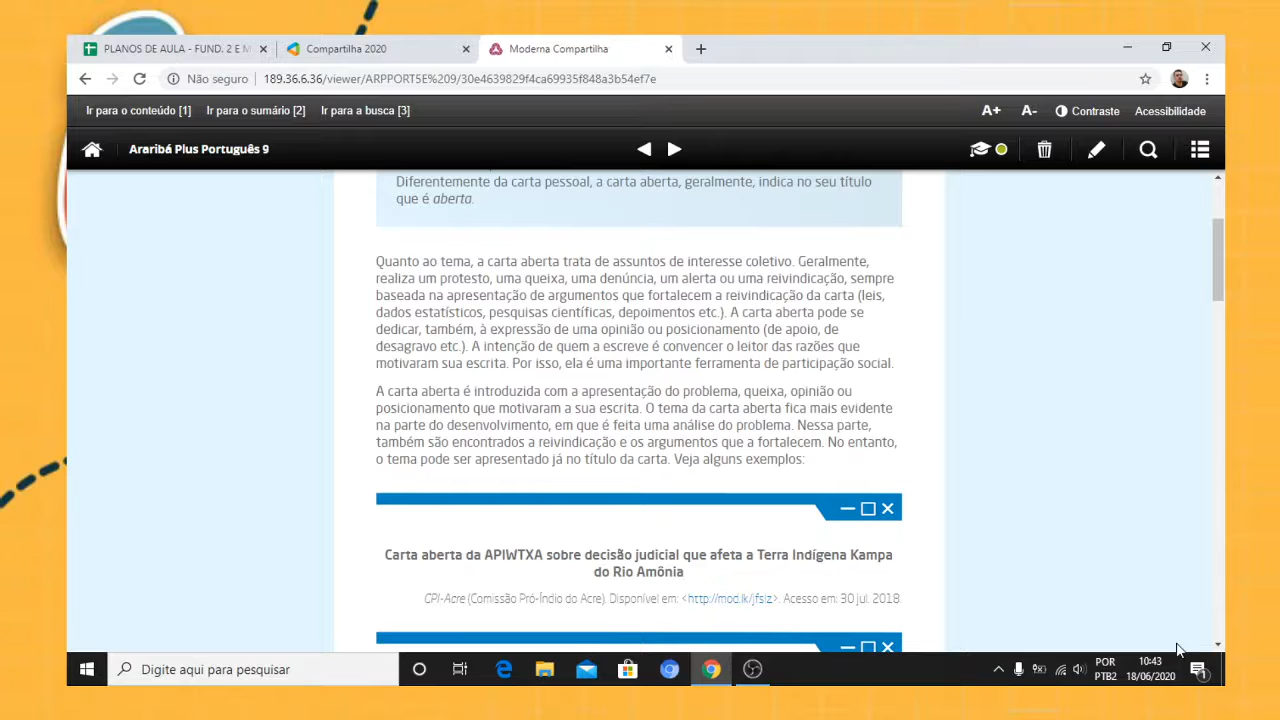 PLANOS DE AULA - FUND. 2 E M
Compartilha 2020
Moderna Compartilha
Não seguro
189.36.6.36/viewer/ARPPORT5E%209/30e4639829f4ca69935f848a3b54ef7e
Ir para o conteúdo [1]
Ir para o sumário [2]
Ir para a busca [3]
A+
A-
Contraste
Acessibilidade
Araribá Plus Português 9
Diferentemente da carta pessoal, a carta aberta, geralmente, indica no seu título
que é aberta.
Quanto ao tema, a carta aberta trata de assuntos de interesse coletivo. Geralmente,
realiza um protesto, uma queixa, uma denúncia, um alerta ou uma reivindicação, sempre
baseada na apresentação de argumentos que fortalecem a reivindicação da carta (leis,
dados estatísticos, pesquisas científicas, depoimentos etc.). A carta aberta pode se
dedicar, também, à expressão de uma opinião ou posicionamento (de apoio, de
desagravo etc.). A intenção de quem a escreve é convencer o leitor das razões que
motivaram sua escrita. Por isso, ela é uma importante ferramenta de participação social.
A carta aberta é introduzida com a apresentação do problema, queixa, opinião ou
posicionamento que motivaram a sua escrita. O tema da carta aberta fica mais evidente
na parte do desenvolvimento, em que é feita uma análise do problema. Nessa parte,
também são encontrados a reivindicação e os argumentos que a fortalecem. No entanto,
o tema pode ser apresentado já no título da carta. Veja alguns exemplos:
Carta aberta da APIWTXA sobre decisão judicial que afeta a Terra Indígena Kampa
do Rio Amônia
CPI-Acre (Comissão Pró-Índio do Acre). Disponível em: <http://mod.lk/jfsiz>. Acesso em: 30 jul. 2018.
Digite aqui para pesquisar
POR
PTB2
10:43
18/06/2020
1